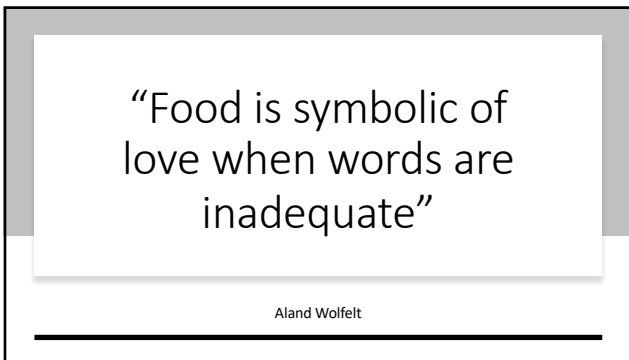 “Food is symbolic of
love when words are
inadequate”
Aland Wolfelt